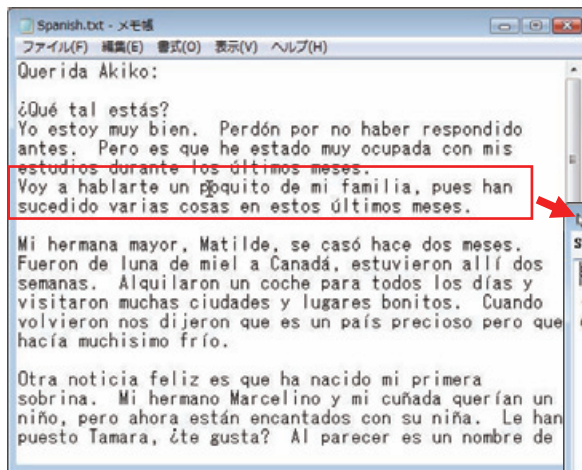 Spanish.txt - メモ帳
ファイル(F) 編集(E) 書式(O) 表示(V) ヘルプ(H)
Querida Akiko:
¿Qué tal estás?
Yo estoy muy bien. Perdón por no haber respondido
antes. Pero es que he estado muy ocupada con mis
estudios durante los últimos meses.
Voy a hablarte un poquito de mi familia, pues han
sucedido varias cosas en estos últimos meses.
Mi hermana mayor, Matilde, se casó hace dos meses.
Fueron de luna de miel a Canadá, estuvieron allí dos
semanas. Alquilaron un coche para todos los días y
visitaron muchas ciudades y lugares bonitos. Cuando
volvieron nos dijeron que es un país precioso pero que
hacía muchisimo frío.
Otra noticia feliz es que ha nacido mi primera
sobrina. Mi hermano Marcelino y mi cuñada querían un
niño, pero ahora están encantados con su niña. Le han
puesto Tamara, ¿te gusta? Al parecer es un nombre de